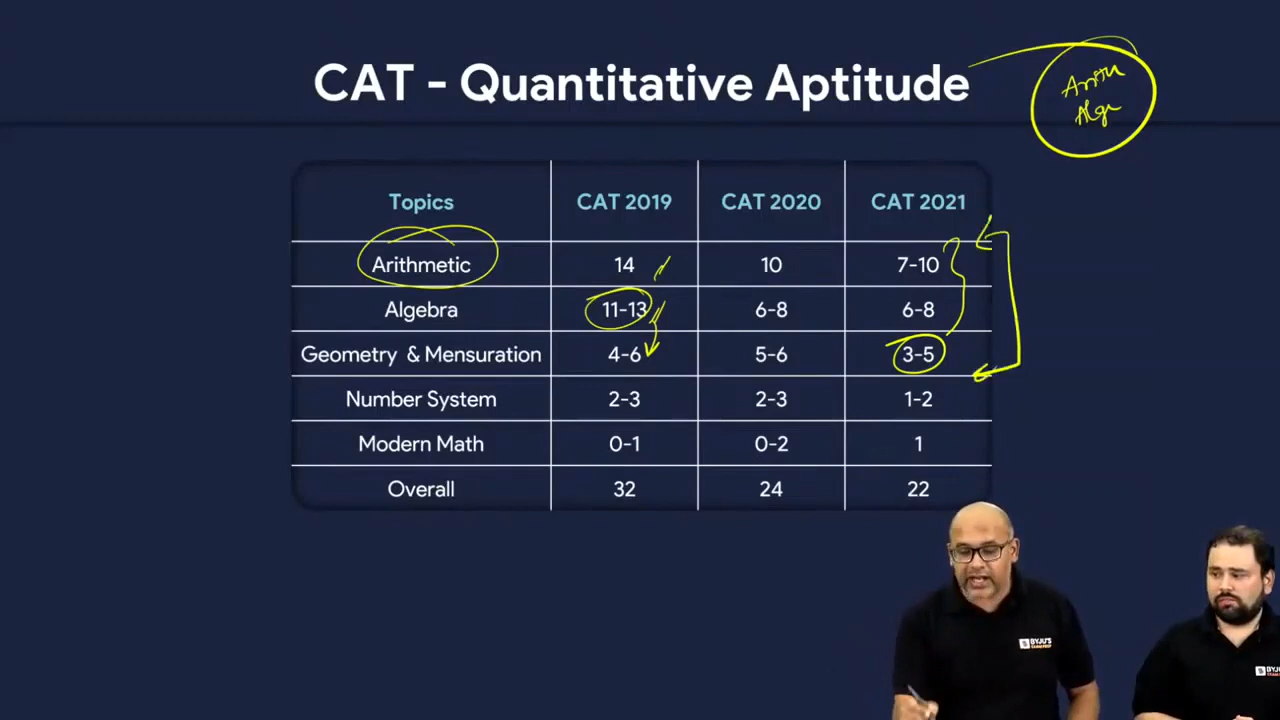 CAT - Quantitative Aptitude
Arith
Alge
Topics CAT 2019 CAT 2020 CAT 2021
Arithmetic 14 10 7-10
Algebra 11-13 6-8 6-8
Geometry & Mensuration 4-6 5-6 3-5
Number System 2-3 2-3 1-2
Modern Math 0-1 0-2 1
Overall 32 24 22
BYJU'S
BYJU